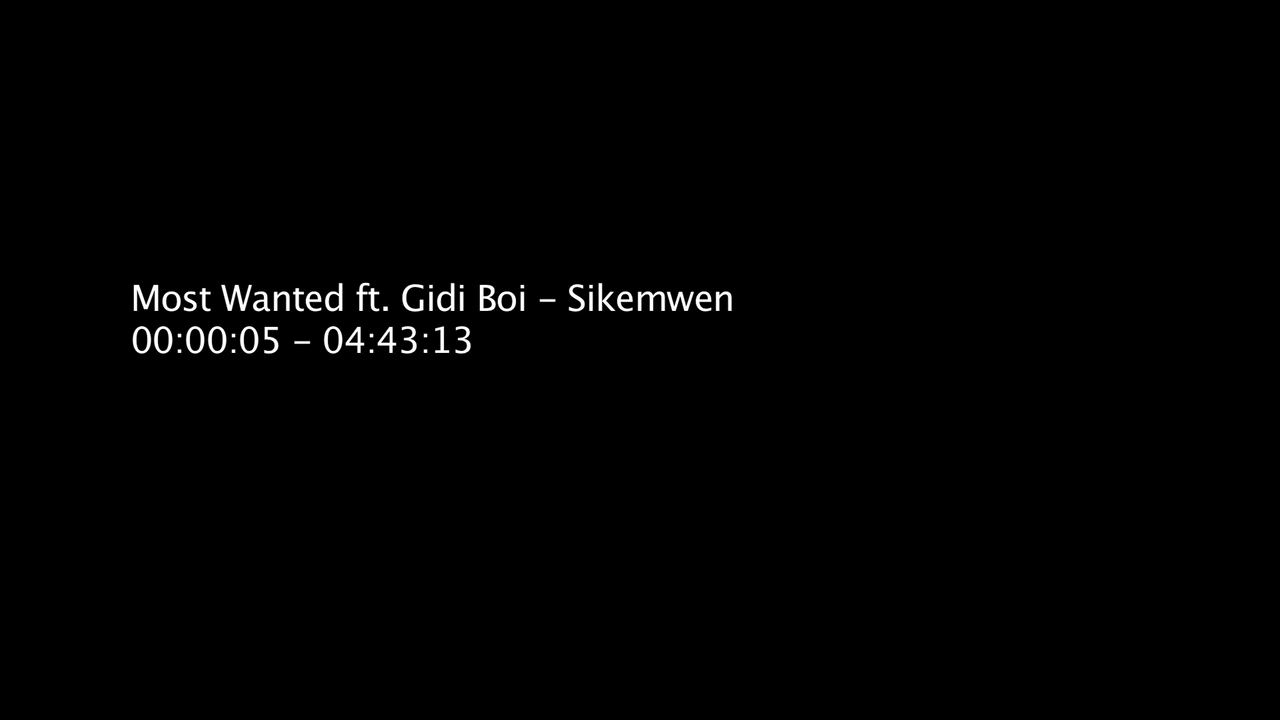 Most Wanted ft. Gidi Boi – Sikemwen
00:00:05 – 04:43:13